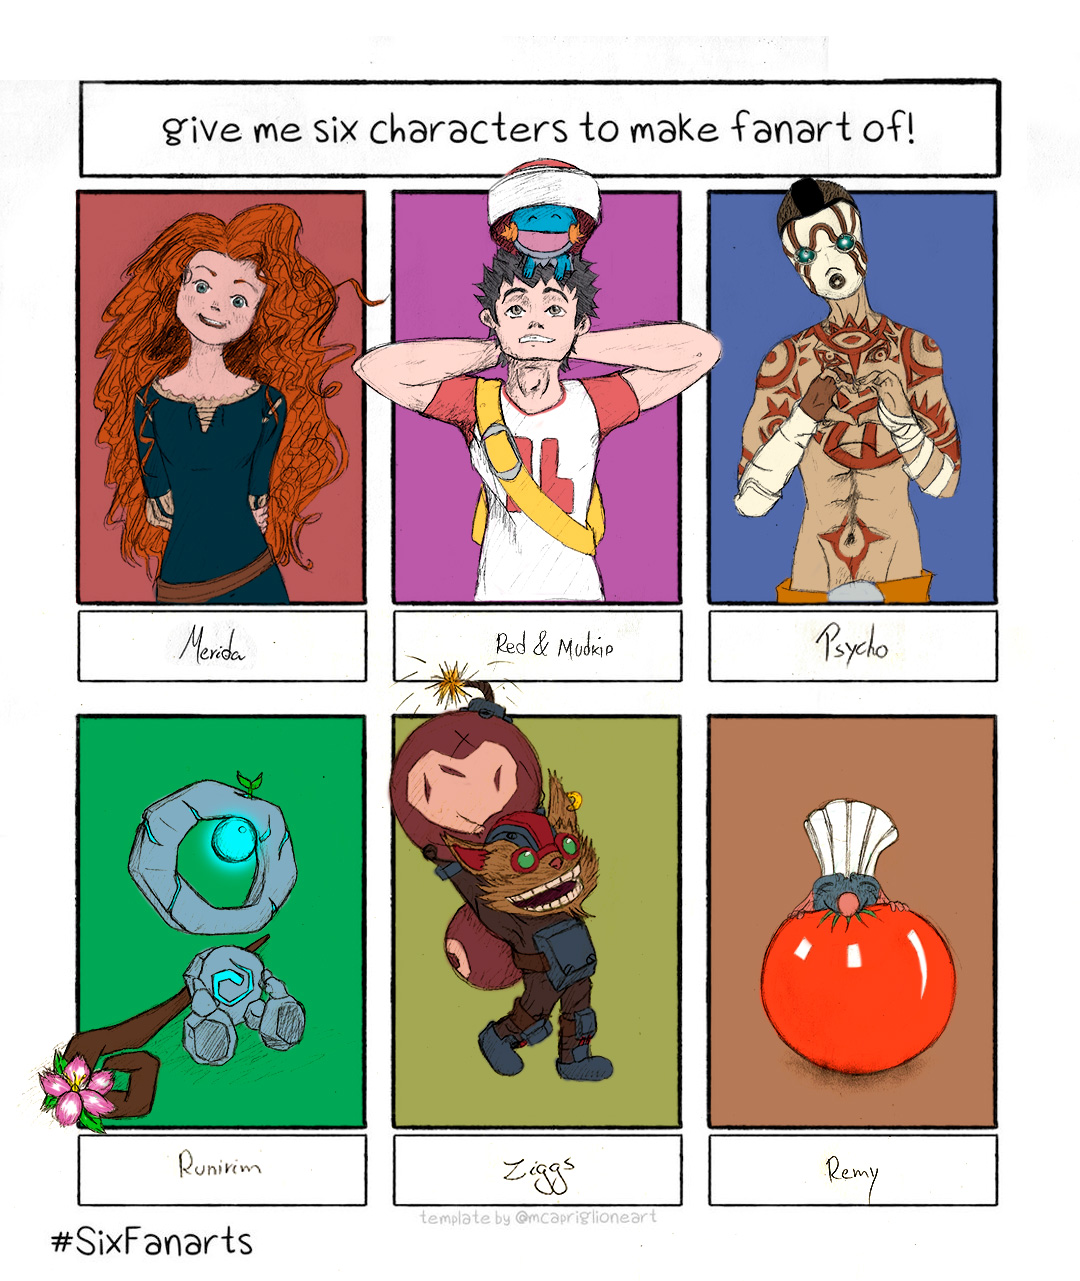 give me six characters to make fanart of!
Merida
Red & Mudkip
Psycho
Runirim
Ziggs
Remy
template by @mcapriglioneart
#SixFanarts